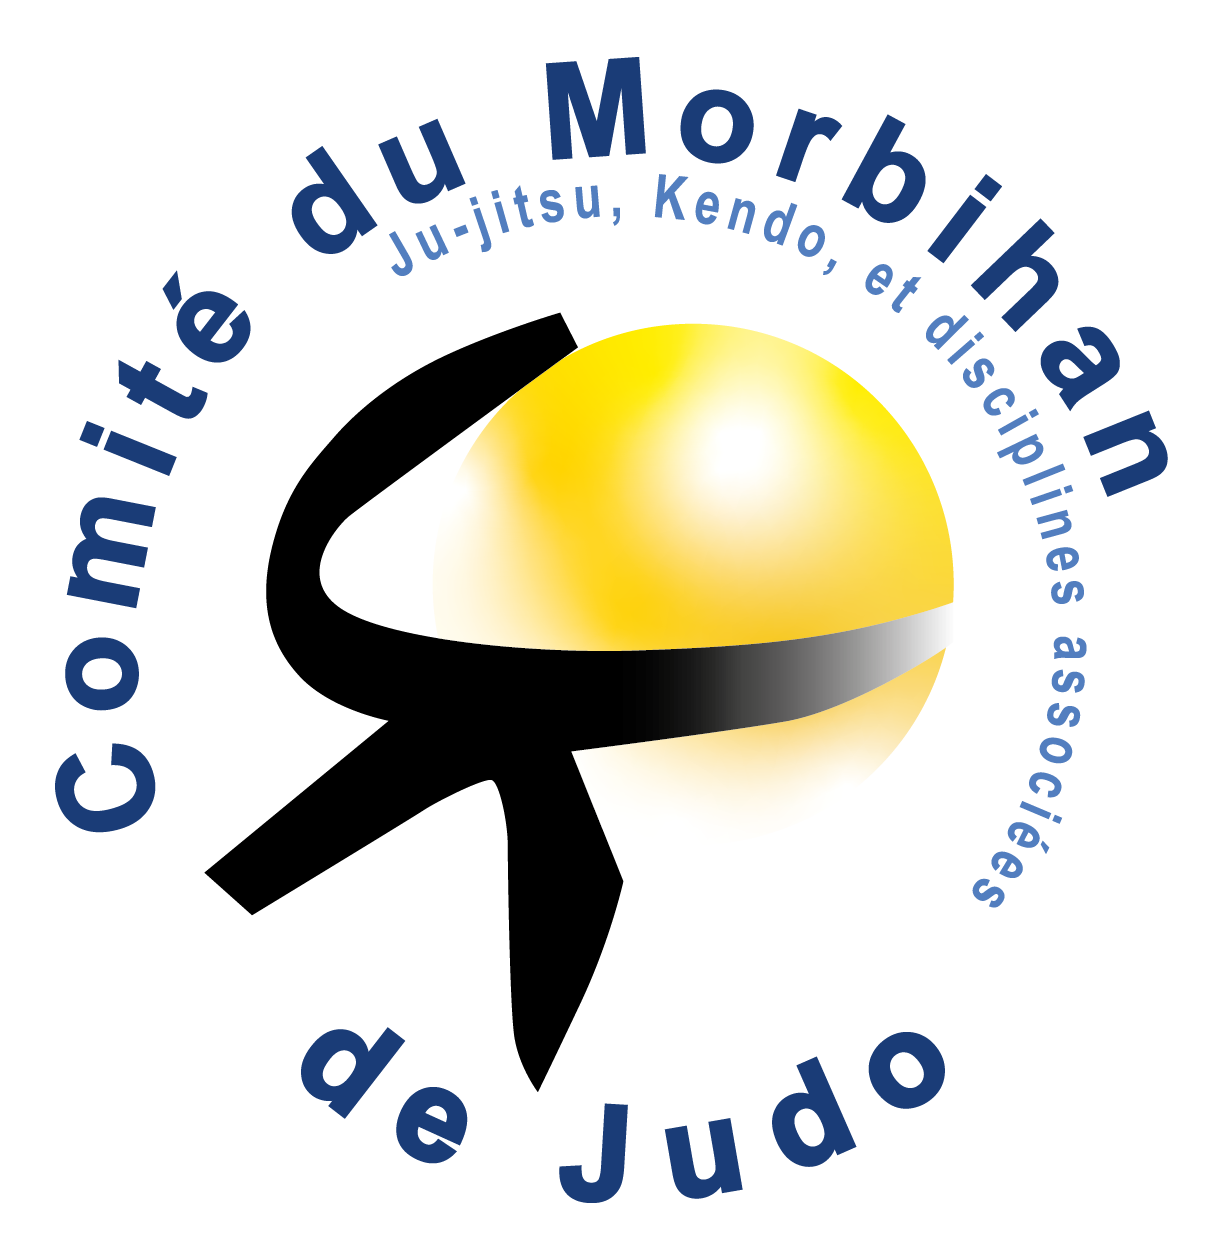 Comité du Morbihan
Ju-jitsu, Kendo, et disciplines associées
de Judo